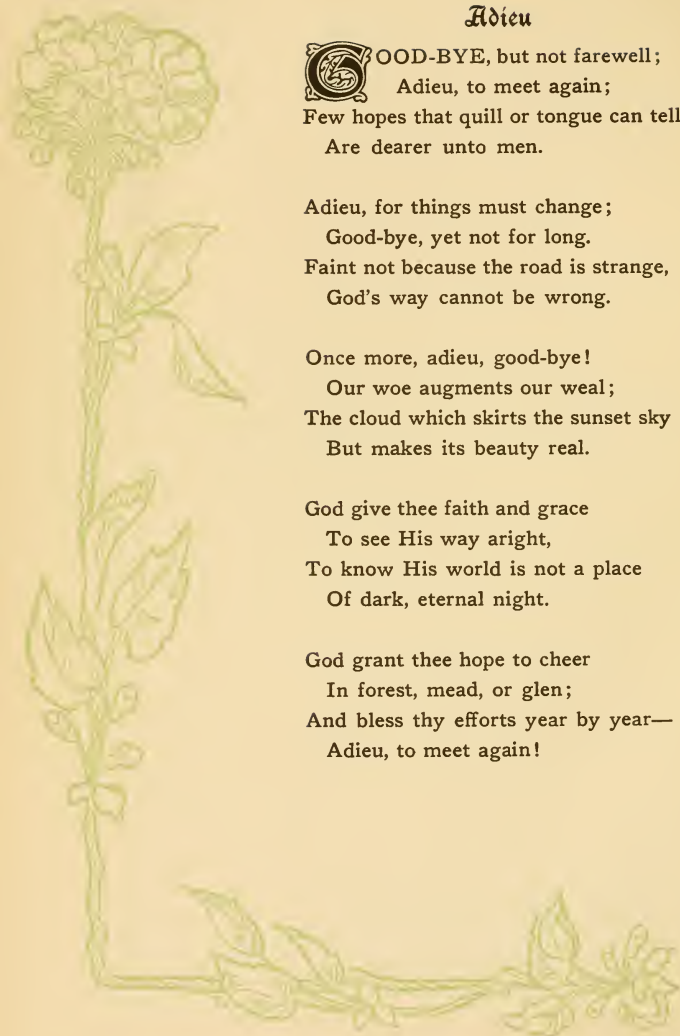 Adieu
GOOD-BYE, but not farewell;
Adieu, to meet again;
Few hopes that quill or tongue can tell
Are dearer unto men.
Adieu, for things must change;
Good-bye, yet not for long.
Faint not because the road is strange,
God's way cannot be wrong.
Once more, adieu, good-bye!
Our woe augments our weal;
The cloud which skirts the sunset sky
But makes its beauty real.
God give thee faith and grace
To see His way aright,
To know His world is not a place
Of dark, eternal night.
God grant thee hope to cheer
In forest, mead, or glen;
And bless thy efforts year by year—
Adieu, to meet again!